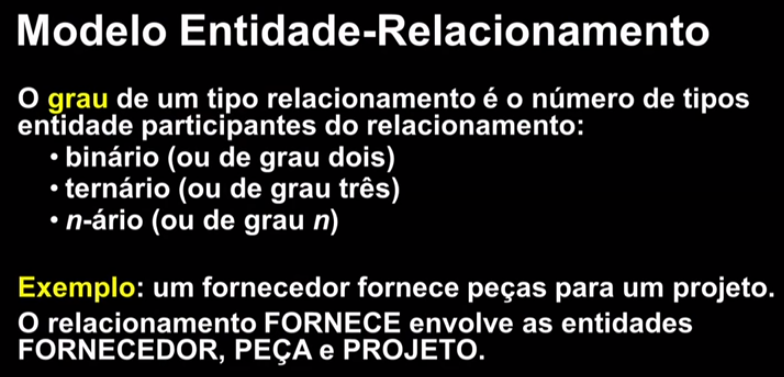 Modelo Entidade-Relacionamento
O grau de um tipo relacionamento é o número de tipos
entidade participantes do relacionamento:
• binário (ou de grau dois)
• ternário (ou de grau três)
• n-ário (ou de grau n)
Exemplo: um fornecedor fornece peças para um projeto.
O relacionamento FORNECE envolve as entidades
FORNECEDOR, PEÇA e PROJETO.